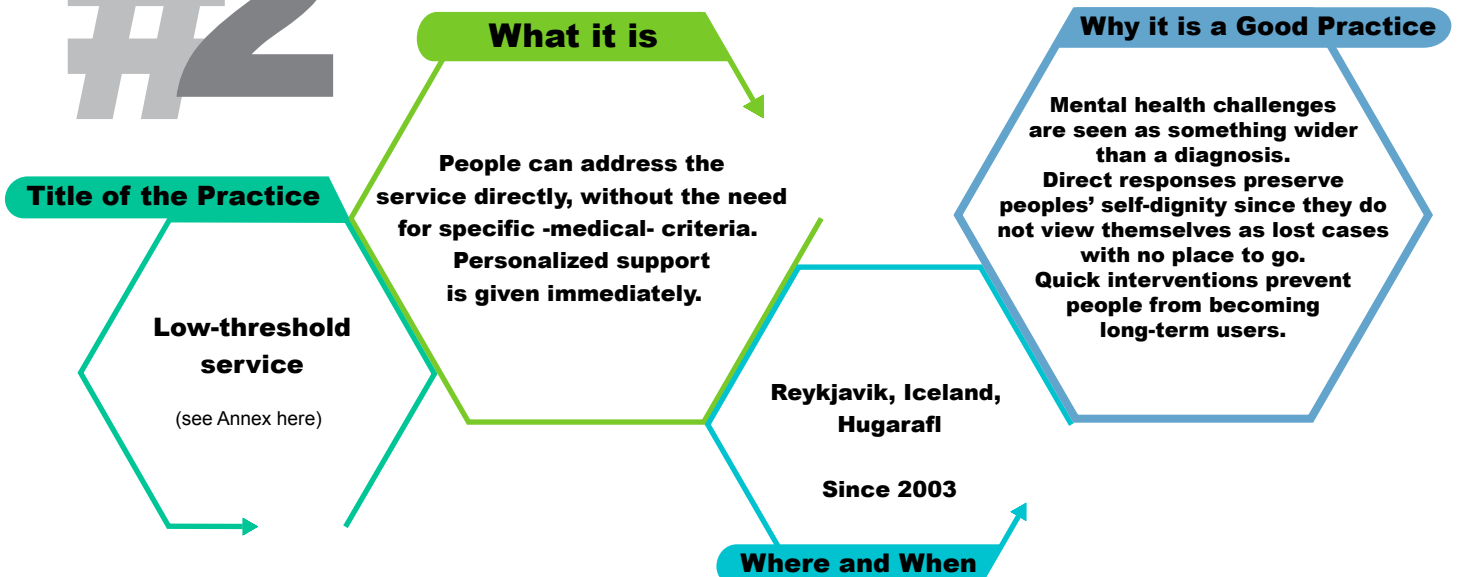 #2
Title of the Practice
Low-threshold
service
(see Annex here)
What it is
People can address the
service directly, without the need
for specific -medical- criteria.
Personalized support
is given immediately.
Reykjavik, Iceland,
Hugarafl
Since 2003
Where and When
Why it is a Good Practice
Mental health challenges
are seen as something wider
than a diagnosis.
Direct responses preserve
peoples’ self-dignity since they do
not view themselves as lost cases
with no place to go.
Quick interventions prevent
people from becoming
long-term users.